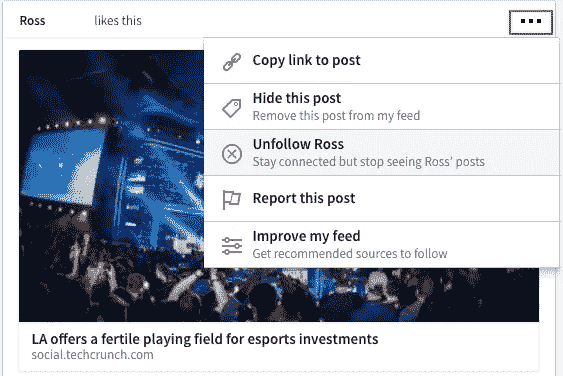 Ross likes this
Copy link to post
Hide this post
Remove this post from my feed
Unfollow Ross
Stay connected but stop seeing Ross' posts
Report this post
Improve my feed
Get recommended sources to follow
LA offers a fertile playing field for esports investments
social.techcrunch.com